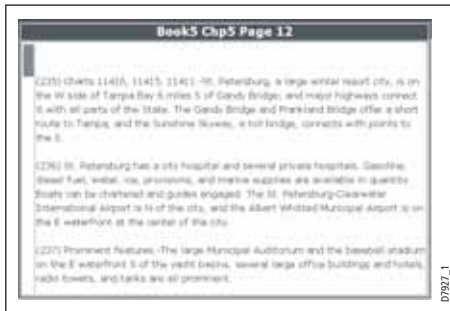 Book5 Chp5 Page 12
(235) Charts 11416, 11415, 11411 -St. Petersburg, a large winter resort city, is on
the W side of Tampa Bay 6 miles S of Gandy Bridge; and major highways connect
it with all parts of the State. The Gandy Bridge and Frankland Bridge offer a short
route to Tampa, and the Sunshine Skyway, a toll bridge, connects with points to
the S.
(236) St. Petersburg has a city hospital and several private hospitals. Gasoline,
diesel fuel, water, ice, provisions, and marine supplies are available in quantity.
Boats can be chartered and guides engaged. The St. Petersburg-Clearwater
International Airport is N of the city, and the Albert Whitted Municipal Airport is on
the E waterfront at the center of the city.
(237) Prominent features.-The large Municipal Auditorium and the baseball stadium
on the E waterfront S of the yacht basins, several large office buildings and hotels,
radio towers, and tanks are all prominent.
D7927_1